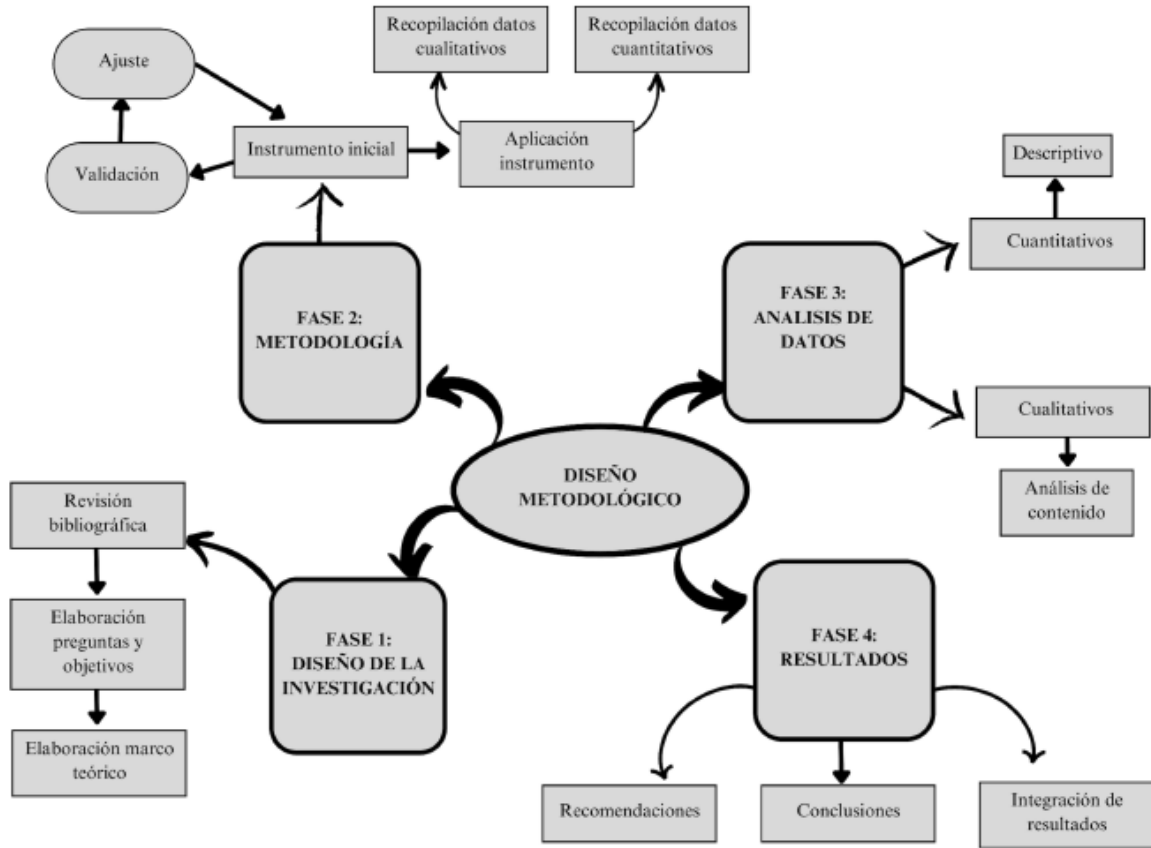 Recopilación datos
cualitativos
Recopilación datos
cuantitativos
Ajuste
Instrumento inicial
Aplicación
instrumento
Validación
Descriptivo
Cuantitativos
FASE 2:
METODOLOGÍA
FASE 3:
ANALISIS DE
DATOS
Cualitativos
Análisis de
contenido
DISEÑO
METODOLÓGICO
Revisión
bibliográfica
Elaboración
preguntas y
objetivos
Elaboración marco
teórico
FASE 1:
DISEÑO DE LA
INVESTIGACIÓN
FASE 4:
RESULTADOS
Recomendaciones
Conclusiones
Integración de
resultados